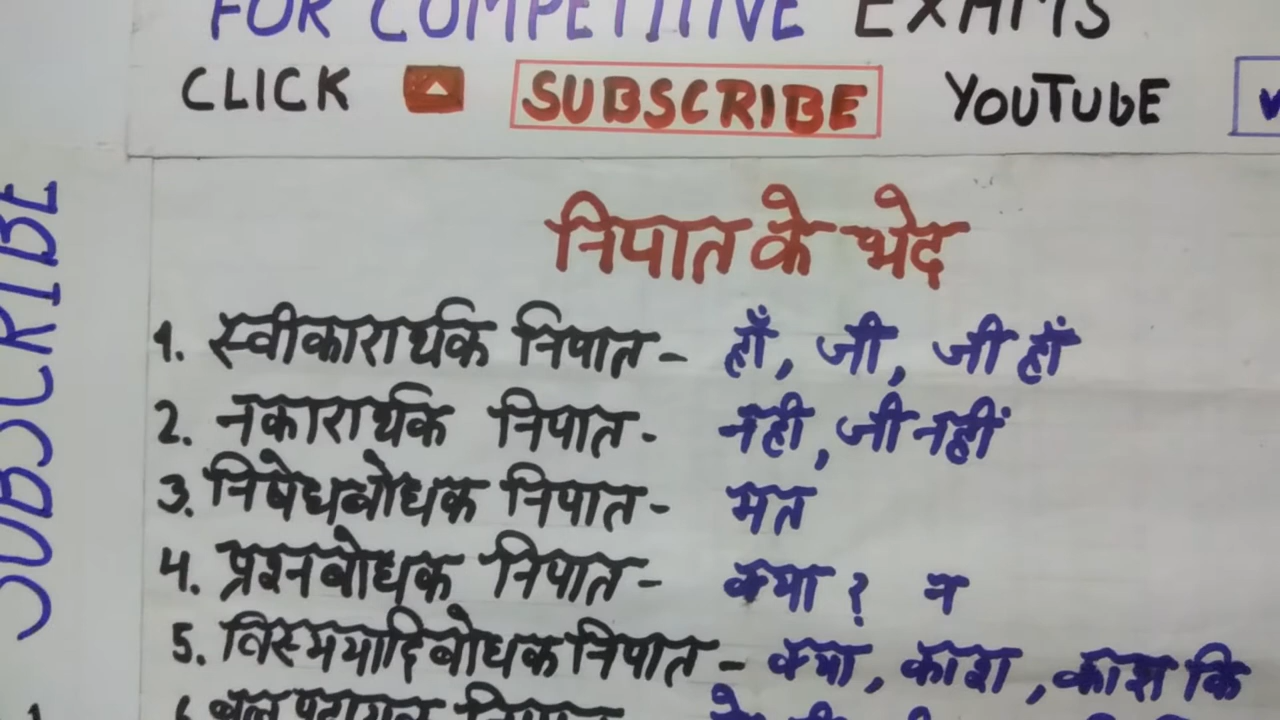 FOR COMPETITIVE EXAMS
CLICK SUBSCRIBE YOUTUBE
SUBSCRIBE
निपात के भेद
1. स्वीकारार्थक निपात - हाँ, जी, जी हाँ
2. नकारार्थक निपात - नही, जी नहीं
3. निषेधबोधक निपात - मत
4. प्रश्नबोधक निपात - क्या? न
5. विस्मयादिबोधक निपात - क्या, काश, काश कि
6. निपात